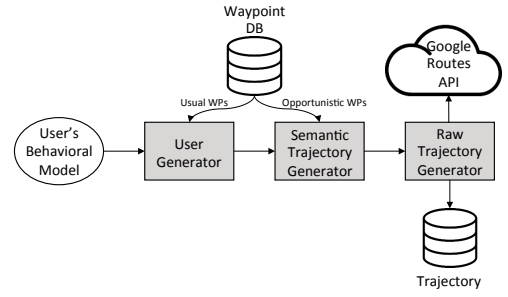 Waypoint
DB
Google
Routes
API
Usual WPs
Opportunistic WPs
User's
Behavioral
Model
User
Generator
Semantic
Trajectory
Generator
Raw
Trajectory
Generator
Trajectory